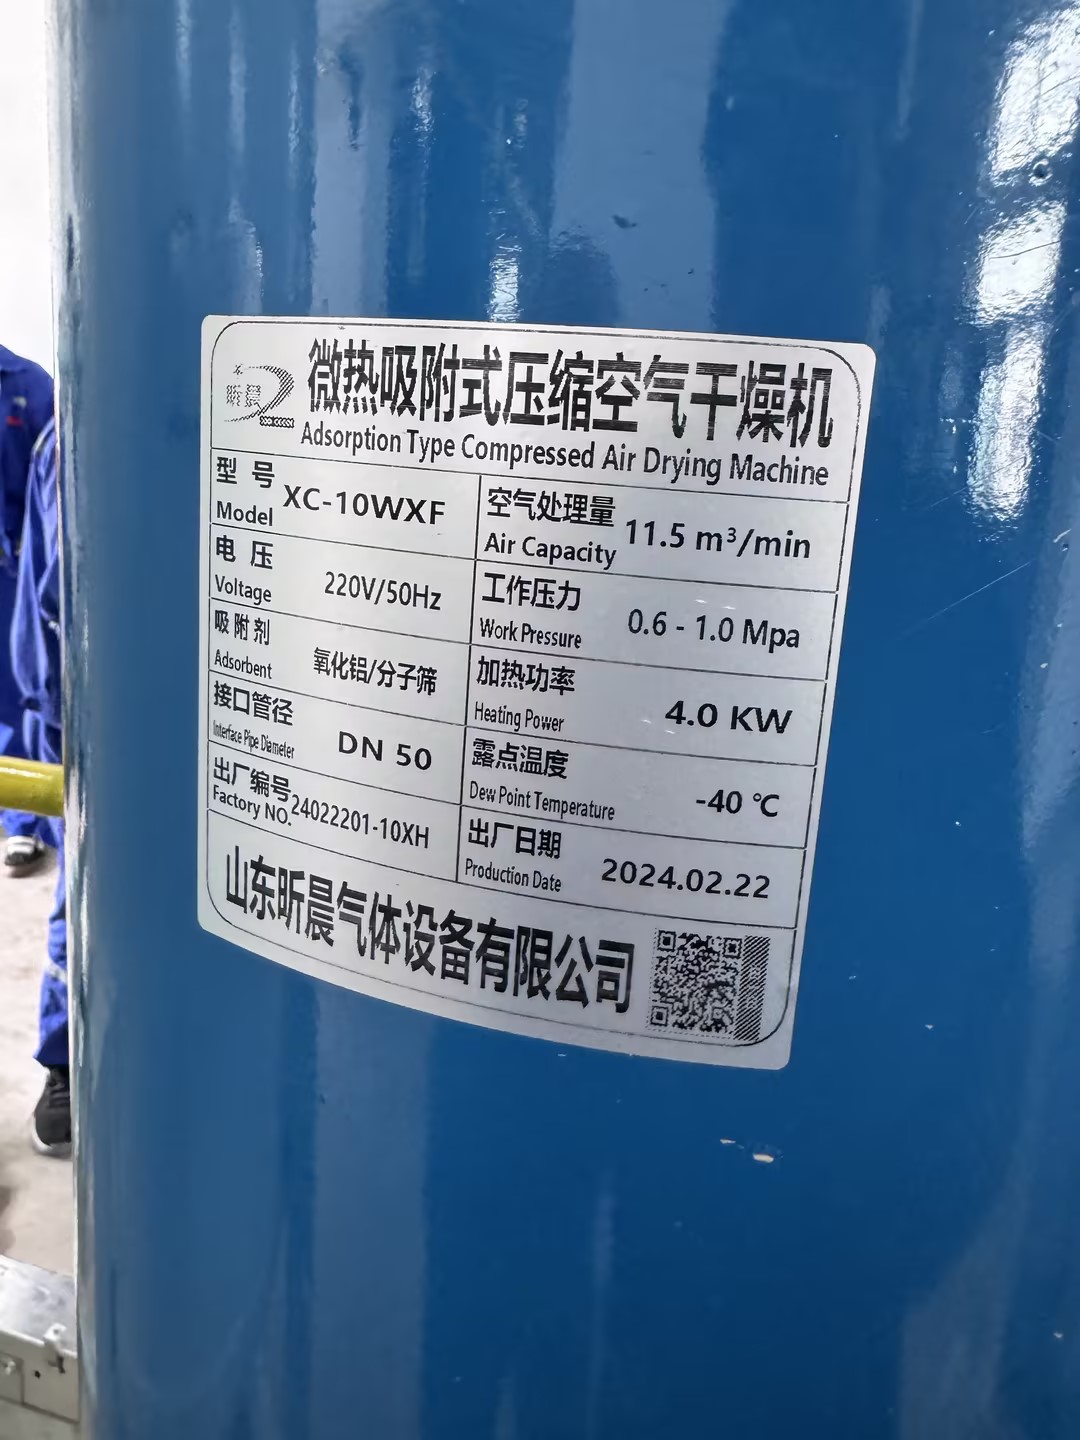 昕晨
微热吸附式压缩空气干燥机
Adsorption Type Compressed Air Drying Machine
型号 Model XC-10WXF
空气处理量 Air Capacity 11.5 m³/min
电压 Voltage 220V/50Hz
工作压力 Work Pressure 0.6 - 1.0 Mpa
吸附剂 Adsorbent 氧化铝/分子筛
加热功率 Heating Power 4.0 KW
接口管径 Interface Pipe Diameter DN 50
露点温度 Dew Point Temperature -40 ℃
出厂编号 Factory NO. 24022201-10XH
出厂日期 Production Date 2024.02.22
山东昕晨气体设备有限公司